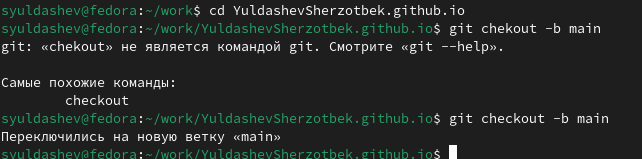 syuldashev@fedora:~/work$ cd YuldashevSherzotbek.github.io
syuldashev@fedora:~/work/YuldashevSherzotbek.github.io$ git chekout -b main
git: «chekout» не является командой git. Смотрите «git --help».
Самые похожие команды:
checkout
syuldashev@fedora:~/work/YuldashevSherzotbek.github.io$ git checkout -b main
Переключились на новую ветку «main»
syuldashev@fedora:~/work/YuldashevSherzotbek.github.io$